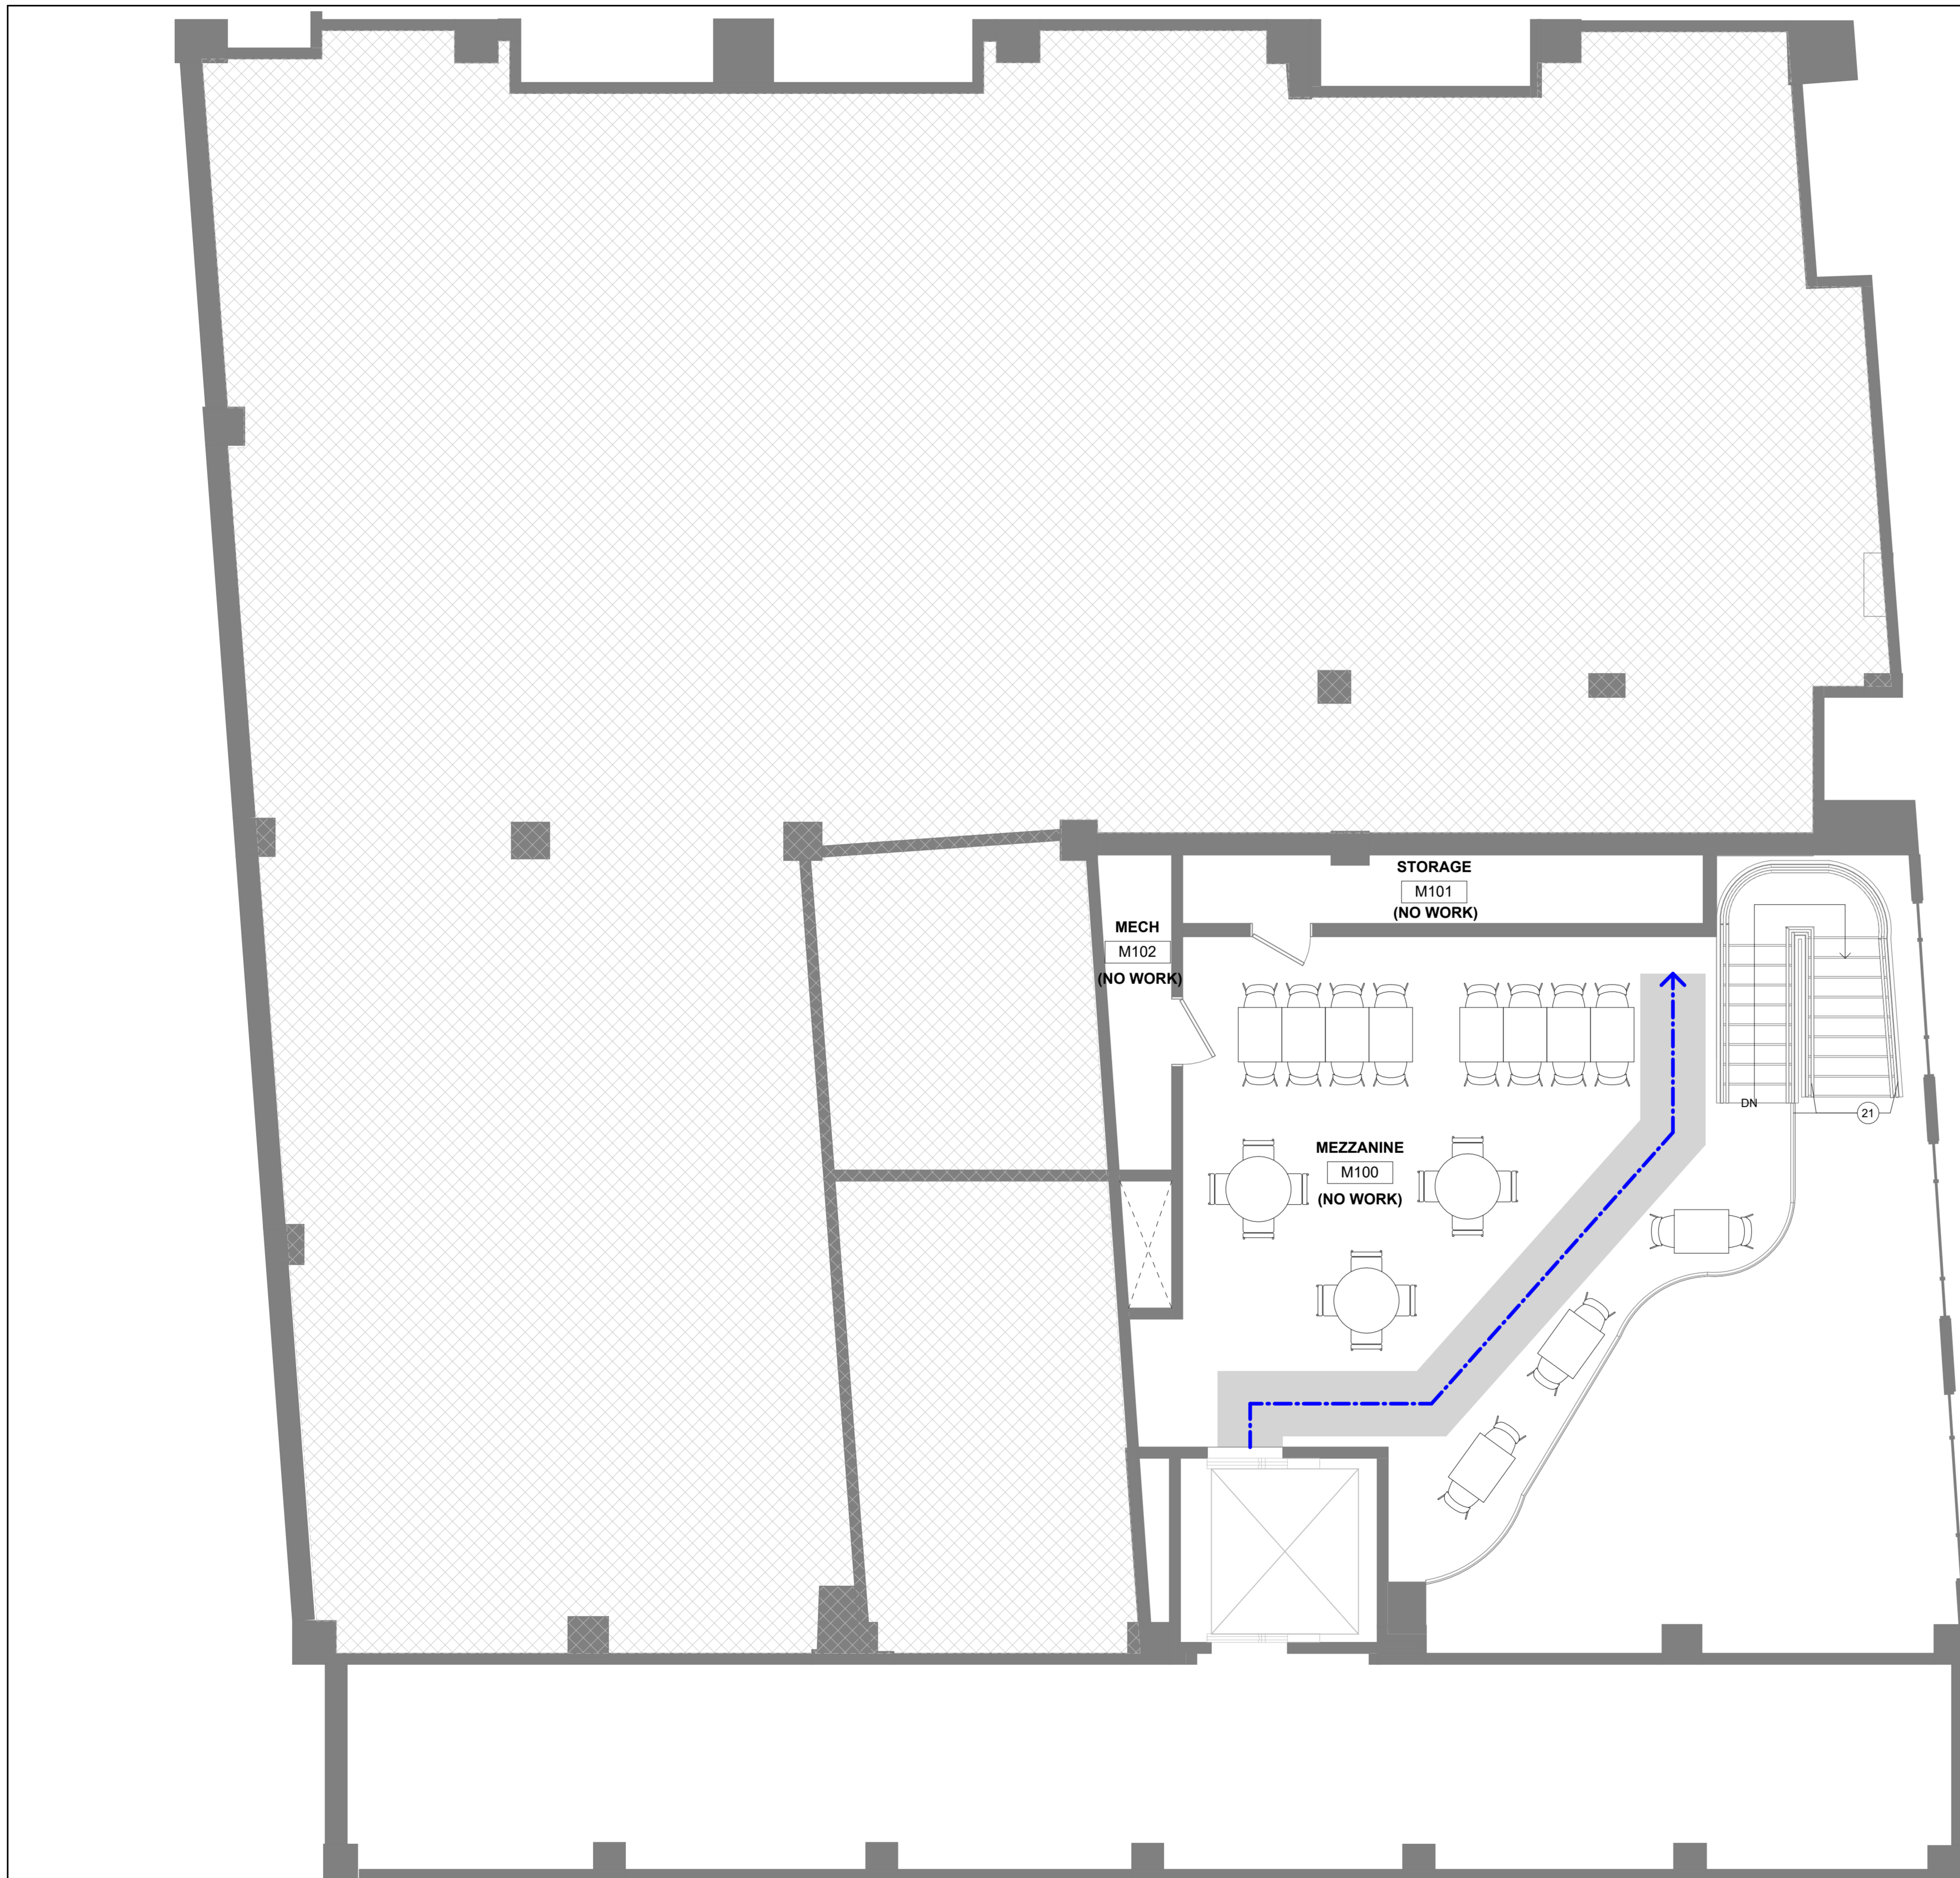 STORAGE
M101
(NO WORK)
MECH
M102
(NO WORK)
DN
21
MEZZANINE
M100
(NO WORK)